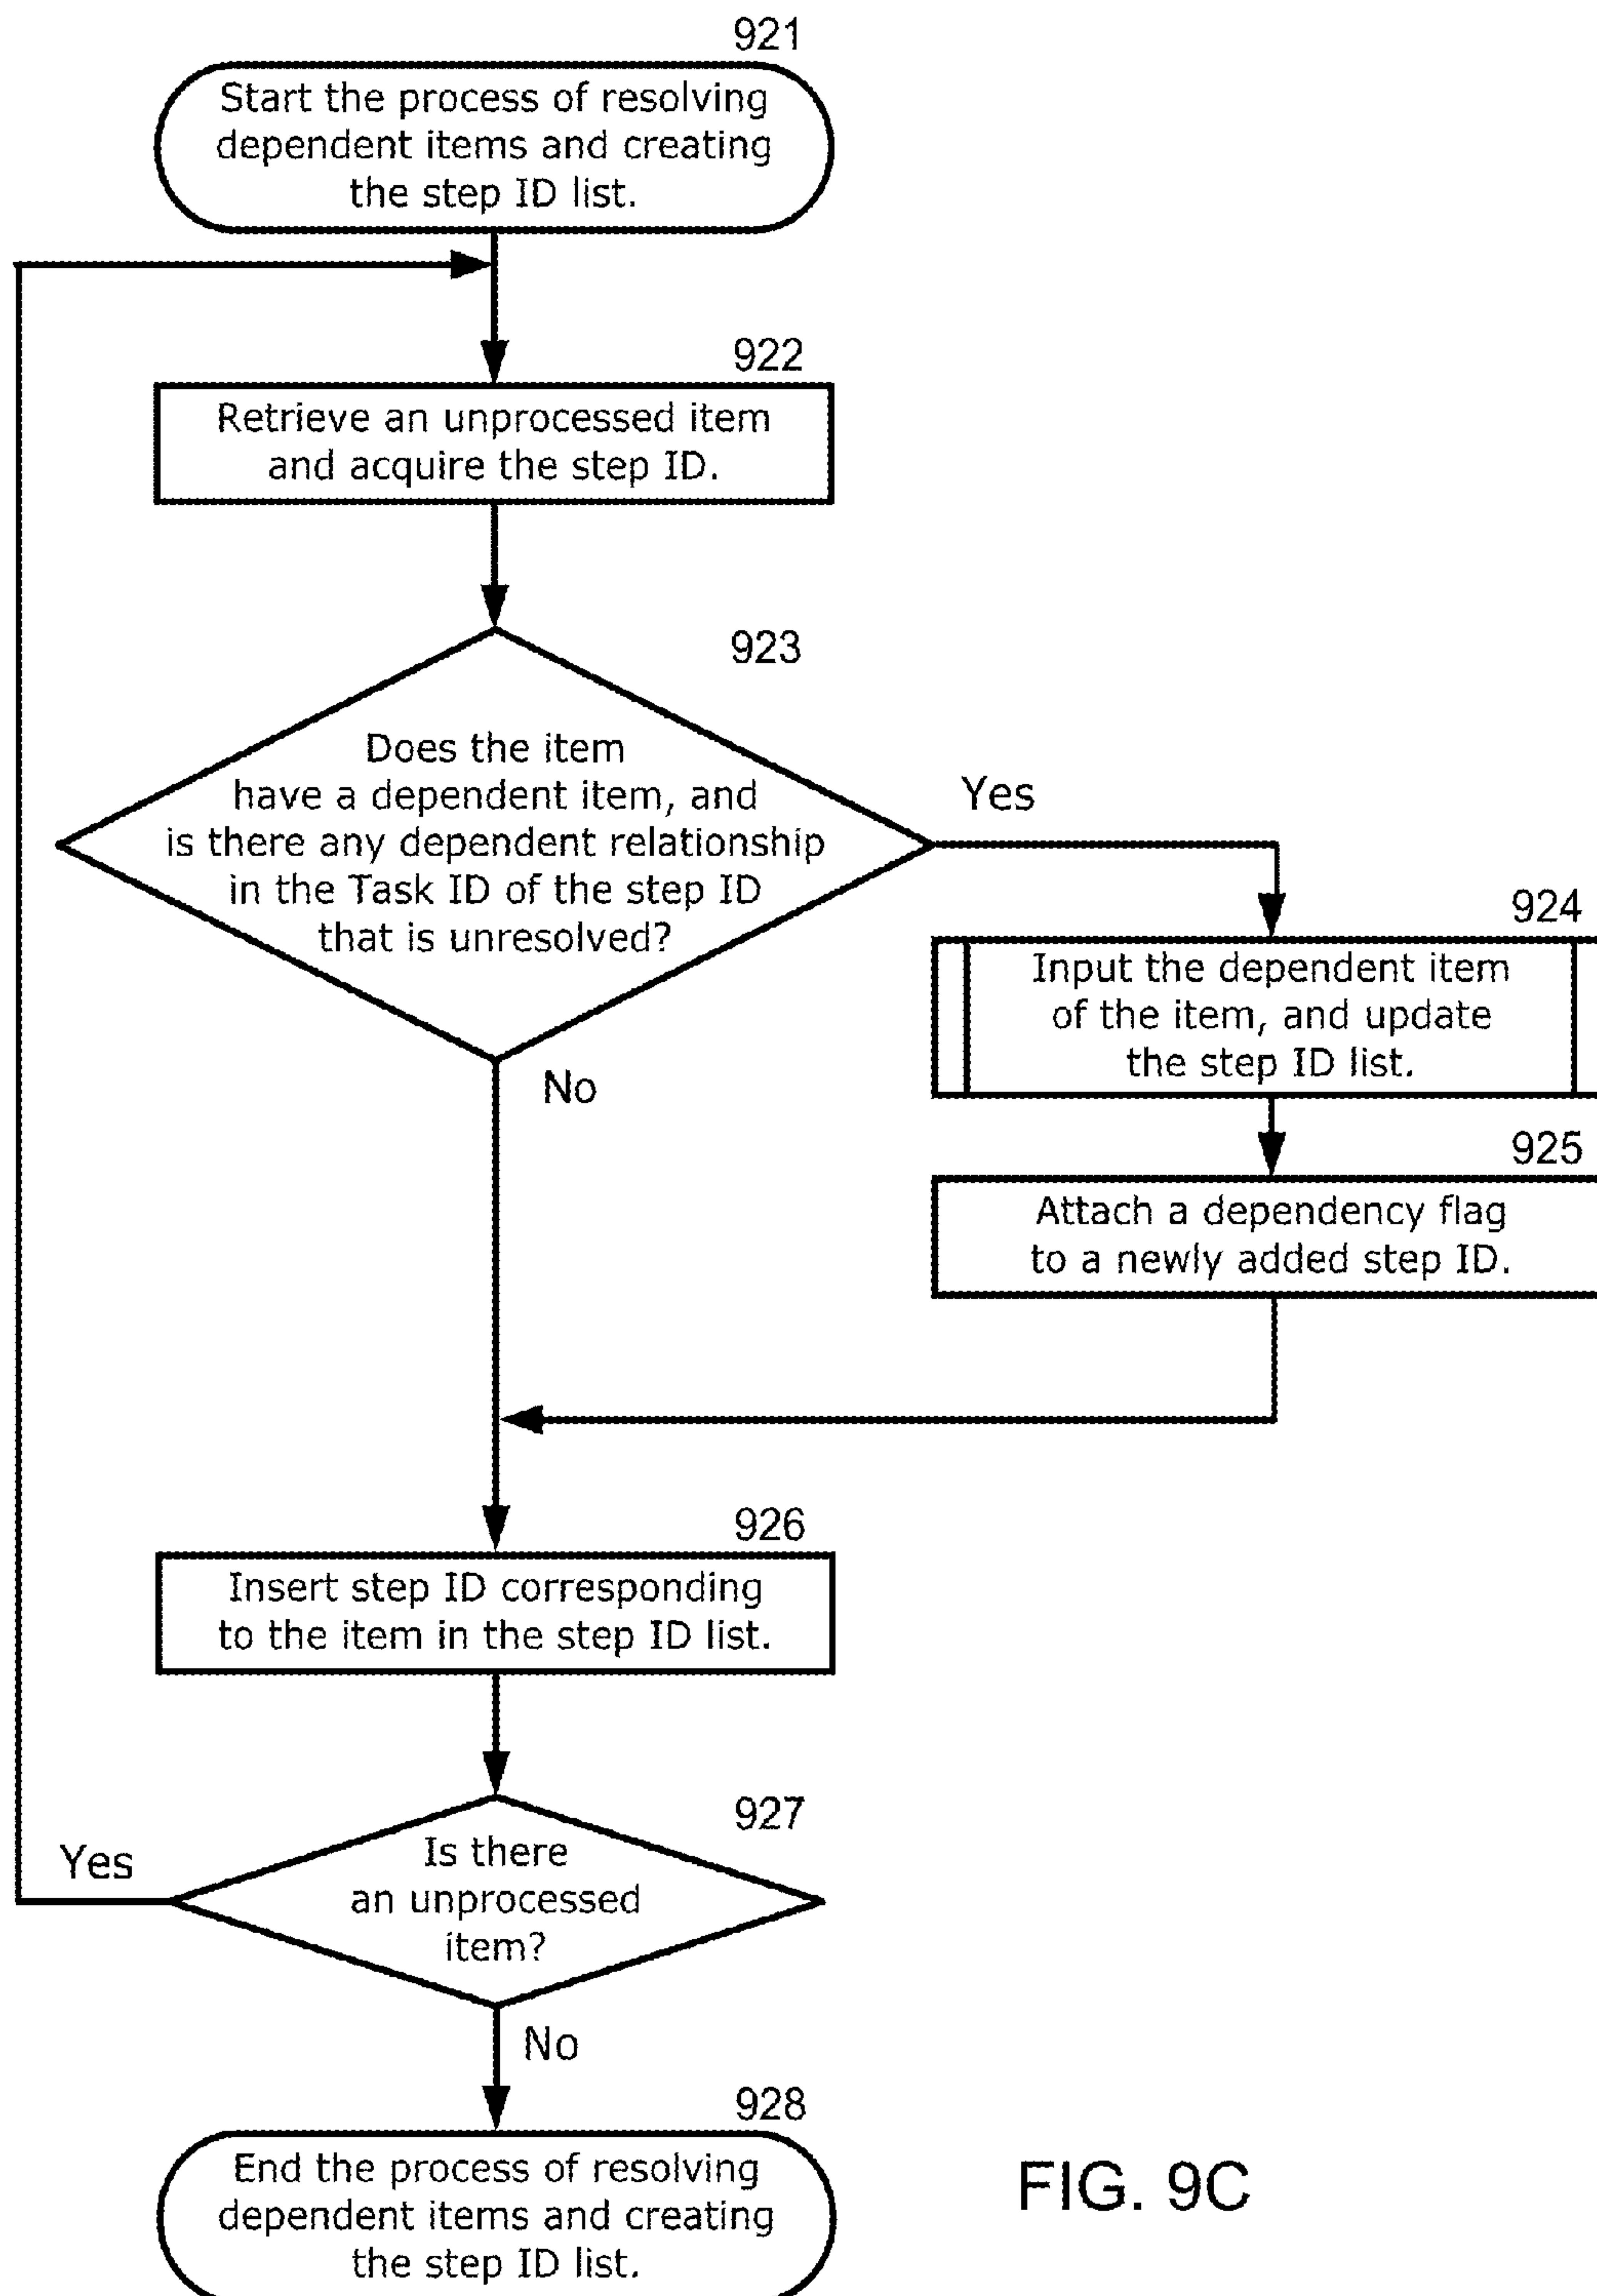 921
Start the process of resolving
dependent items and creating
the step ID list.
922
Retrieve an unprocessed item
and acquire the step ID.
923
Does the item
have a dependent item, and
is there any dependent relationship
in the Task ID of the step ID
that is unresolved?
Yes
No
924
Input the dependent item
of the item, and update
the step ID list.
925
Attach a dependency flag
to a newly added step ID.
926
Insert step ID corresponding
to the item in the step ID list.
927
Is there
an unprocessed
item?
Yes
No
928
End the process of resolving
dependent items and creating
the step ID list.
FIG. 9C